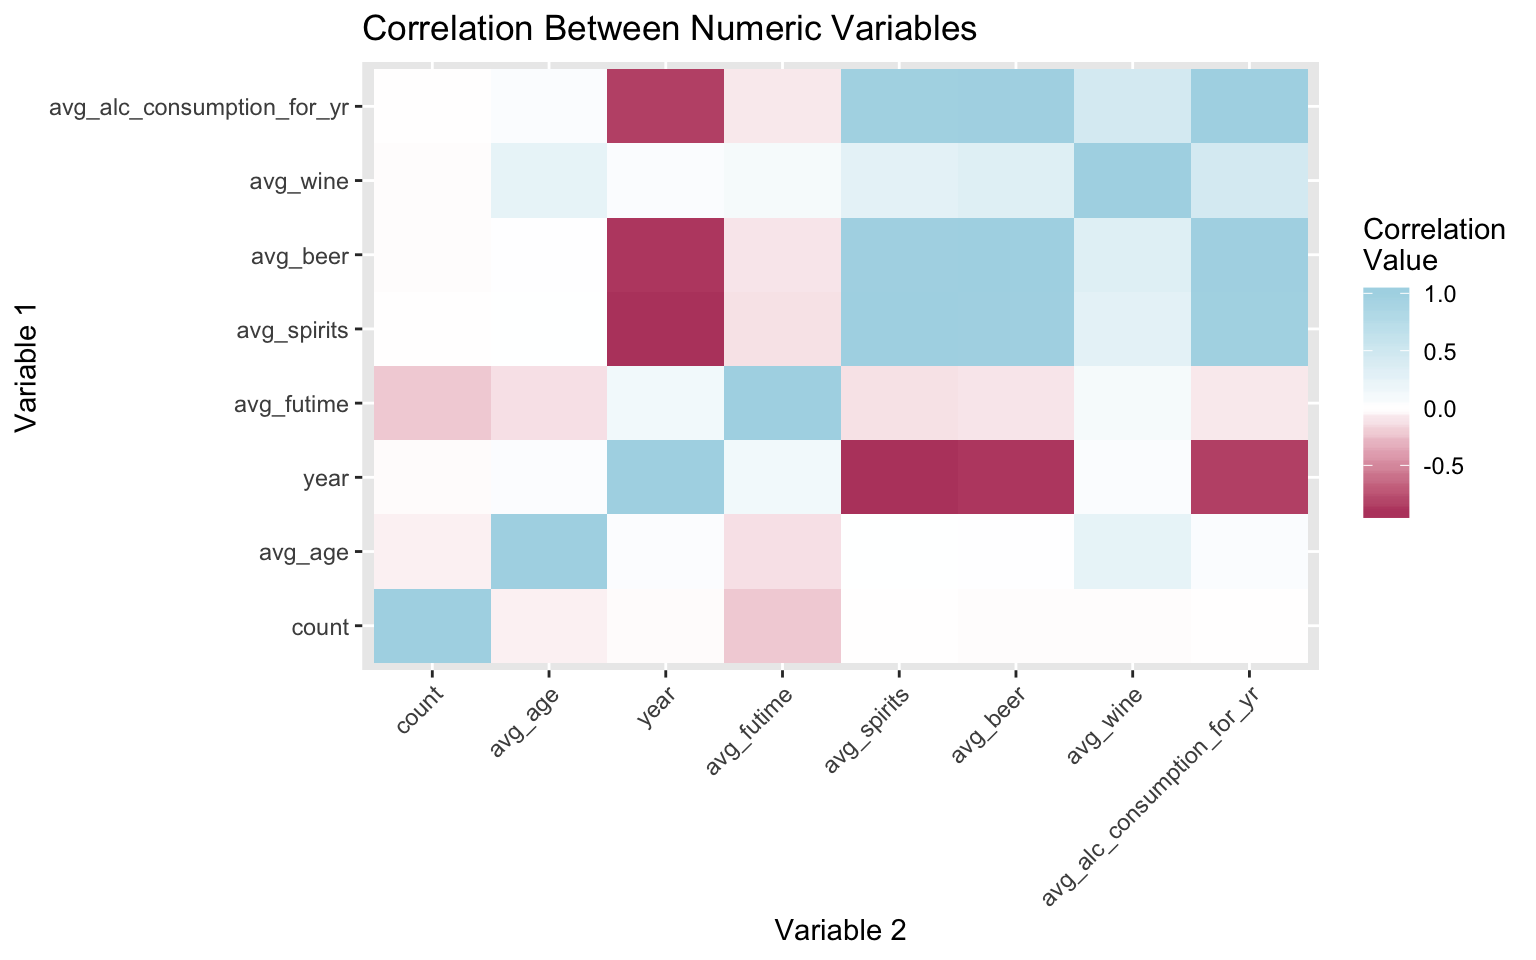 Correlation Between Numeric Variables
Variable 1
avg_alc_consumption_for_yr
avg_wine
avg_beer
avg_spirits
avg_futime
year
avg_age
count
count
avg_age
year
avg_futime
avg_spirits
avg_beer
avg_wine
avg_alc_consumption_for_yr
Variable 2
Correlation
Value
1.0
0.5
0.0
-0.5